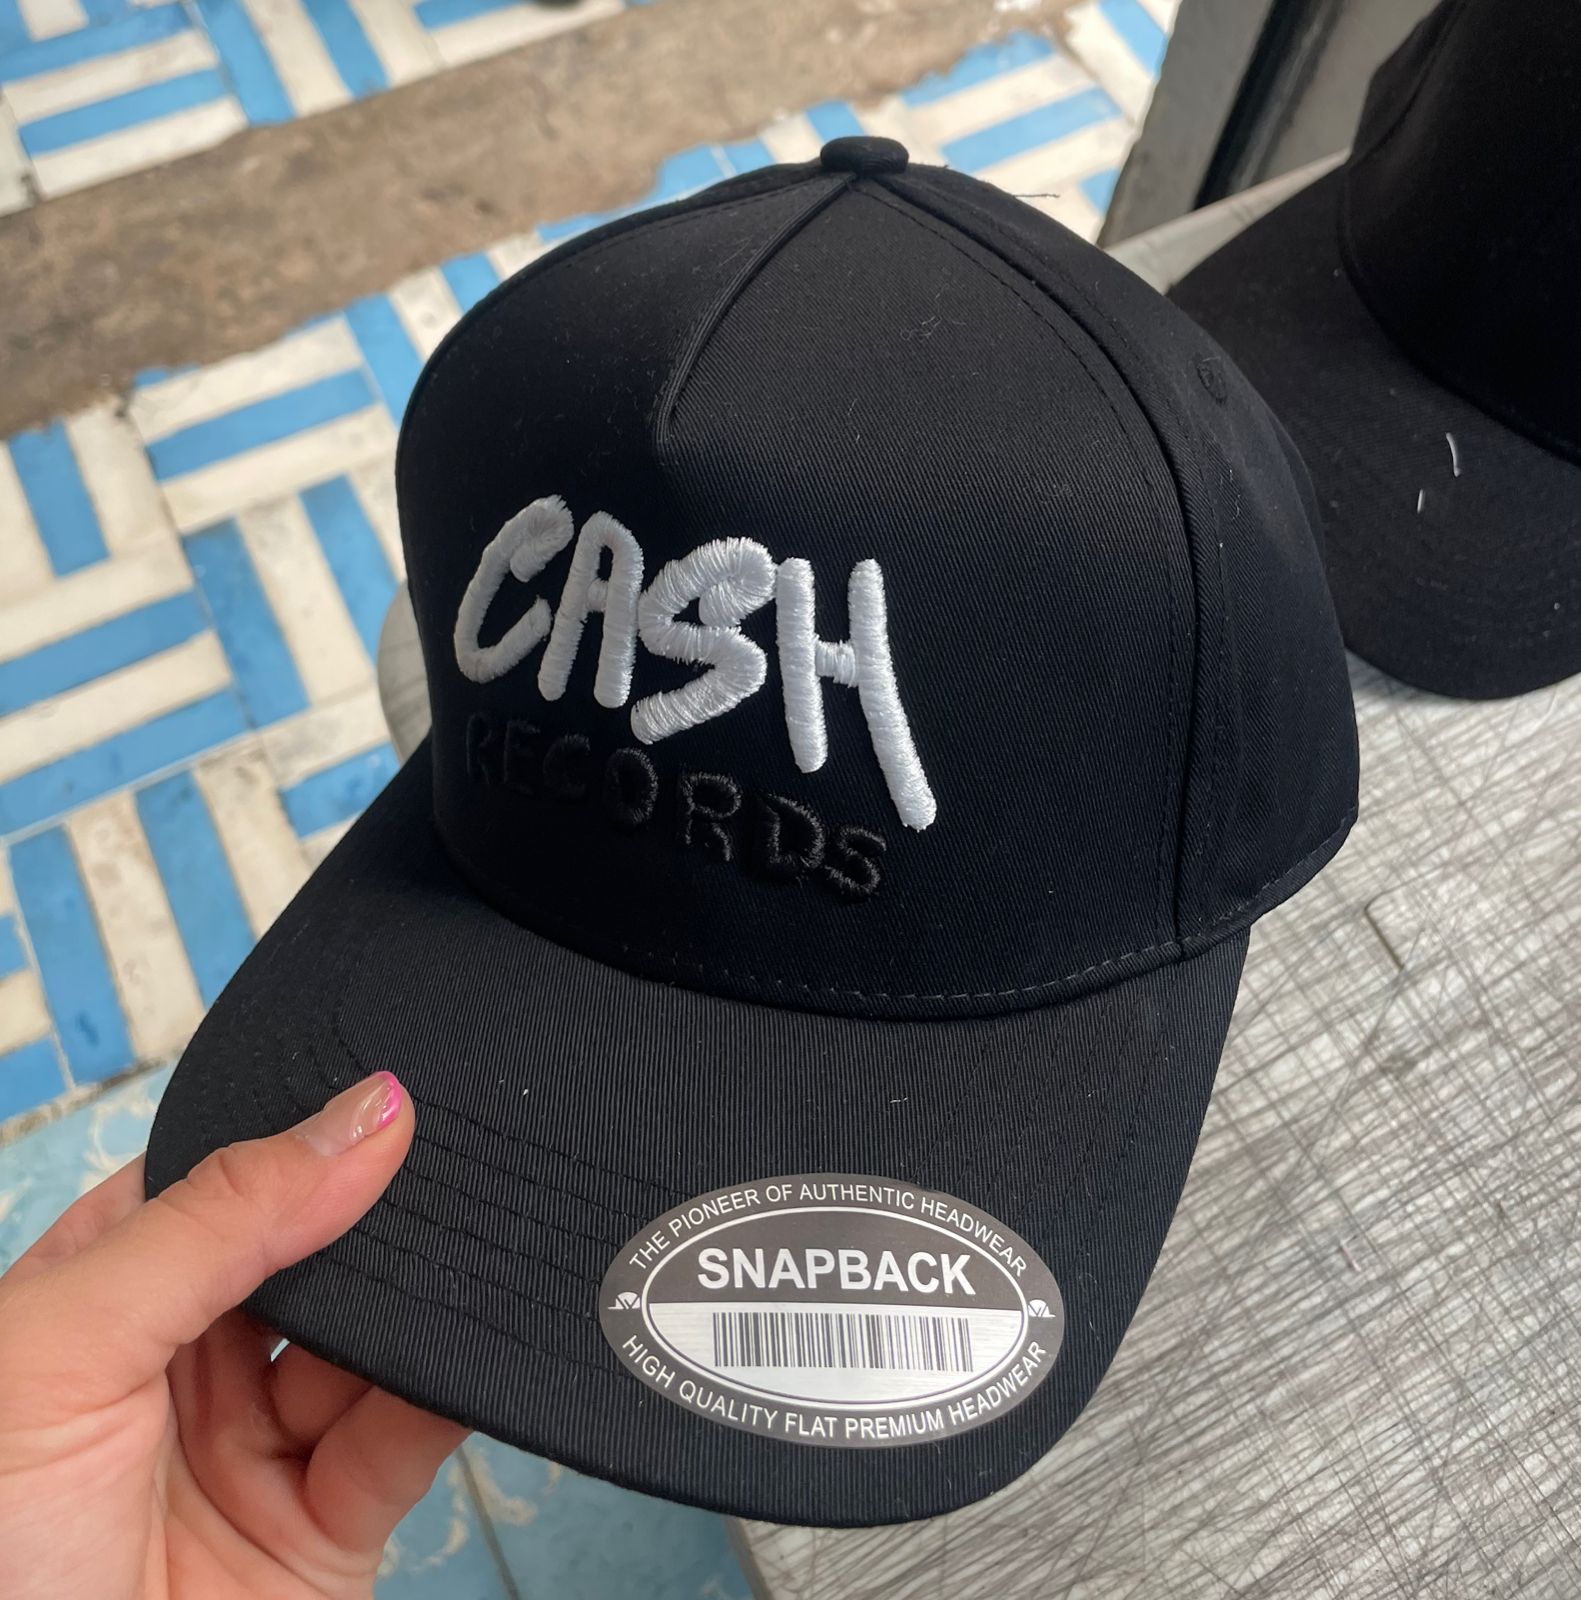 CASH
RECORDS
THE PIONEER OF AUTHENTIC HEADWEAR
SNAPBACK
HIGH QUALITY FLAT PREMIUM HEADWEAR